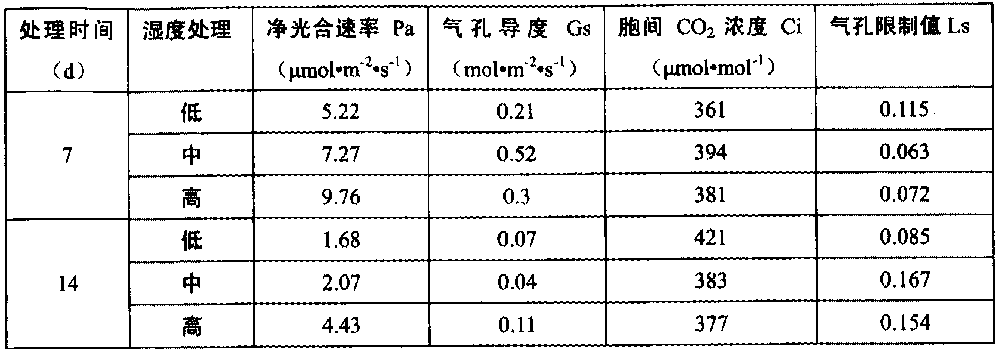 处理时间 湿度处理 净光合速率 Pa 气孔导度 Gs 胞间 CO₂ 浓度 Ci 气孔限制值 Ls
（d） （μmol•m⁻²•s⁻¹） （mol•m⁻²•s⁻¹） （μmol•mol⁻¹）
低 5.22 0.21 361 0.115
7 中 7.27 0.52 394 0.063
高 9.76 0.3 381 0.072
低 1.68 0.07 421 0.085
14 中 2.07 0.04 383 0.167
高 4.43 0.11 377 0.154